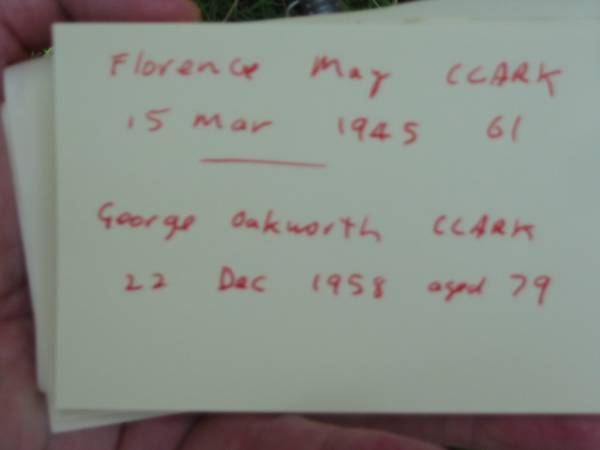 Florence May CLARK
15 Mar 1945 61
George Oakworth CLARK
22 Dec 1958 aged 79